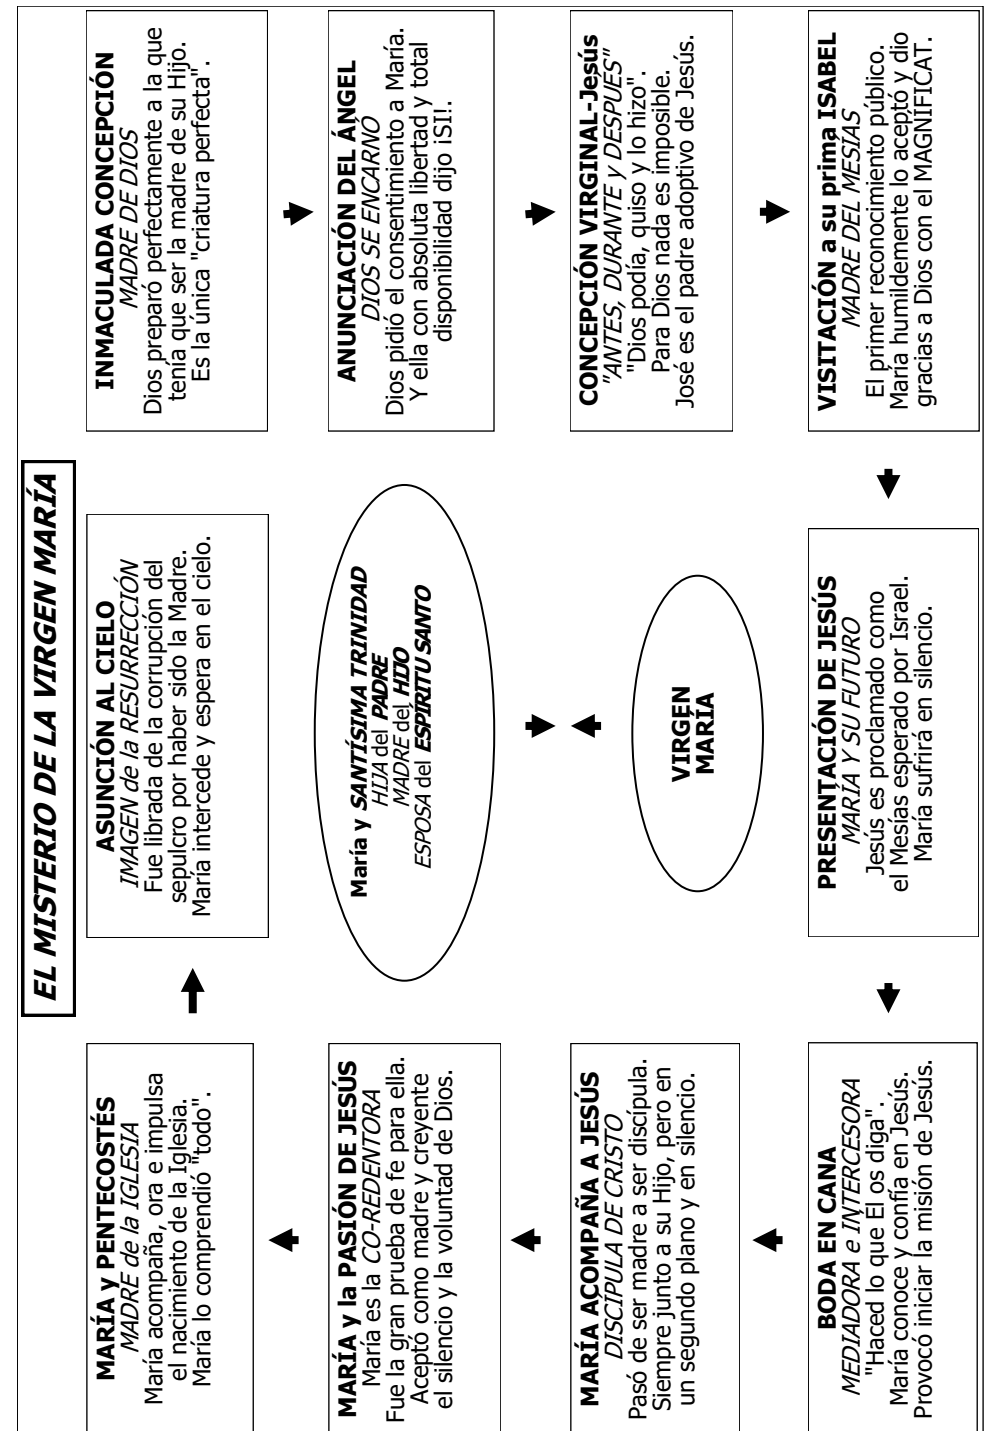 EL MISTERIO DE LA VIRGEN MARÍA
INMACULADA CONCEPCIÓN
MADRE DE DIOS
Dios preparó perfectamente a la que
tenía que ser la madre de su Hijo.
Es la única "criatura perfecta".
ANUNCIACIÓN DEL ÁNGEL
DIOS SE ENCARNO
Dios pidió el consentimiento a María.
Y ella con absoluta libertad y total
disponibilidad dijo ¡SI!.
CONCEPCIÓN VIRGINAL-Jesús
"ANTES, DURANTE y DESPUES"
"Dios podía, quiso y lo hizo".
Para Dios nada es imposible.
José es el padre adoptivo de Jesús.
VISITACIÓN a su prima ISABEL
MADRE DEL MESÍAS
El primer reconocimiento público.
María humildemente lo aceptó y dio
gracias a Dios con el MAGNÍFICAT.
PRESENTACIÓN DE JESÚS
MARÍA Y SU FUTURO
Jesús es proclamado como
el Mesías esperado por Israel.
María sufrirá en silencio.
BODA EN CANA
MEDIADORA e INTERCESORA
"Haced lo que Él os diga".
María conoce y confía en Jesús.
Provocó iniciar la misión de Jesús.
MARÍA ACOMPAÑA A JESÚS
DISCÍPULA DE CRISTO
Pasó de ser madre a ser discípula.
Siempre junto a su Hijo, pero en
un segundo plano y en silencio.
MARÍA y la PASIÓN DE JESÚS
María es la CO-REDENTORA
Fue la gran prueba de fe para ella.
Aceptó como madre y creyente
el silencio y la voluntad de Dios.
MARÍA y PENTECOSTÉS
MADRE de la IGLESIA
María acompaña, ora e impulsa
el nacimiento de la Iglesia.
María lo comprendió "todo".
ASUNCIÓN AL CIELO
IMAGEN de la RESURRECCIÓN
Fue librada de la corrupción del
sepulcro por haber sido la Madre.
María intercede y espera en el cielo.
María y SANTÍSIMA TRINIDAD
HIJA del PADRE
MADRE del HIJO
ESPOSA del ESPÍRITU SANTO
VIRGEN
MARÍA